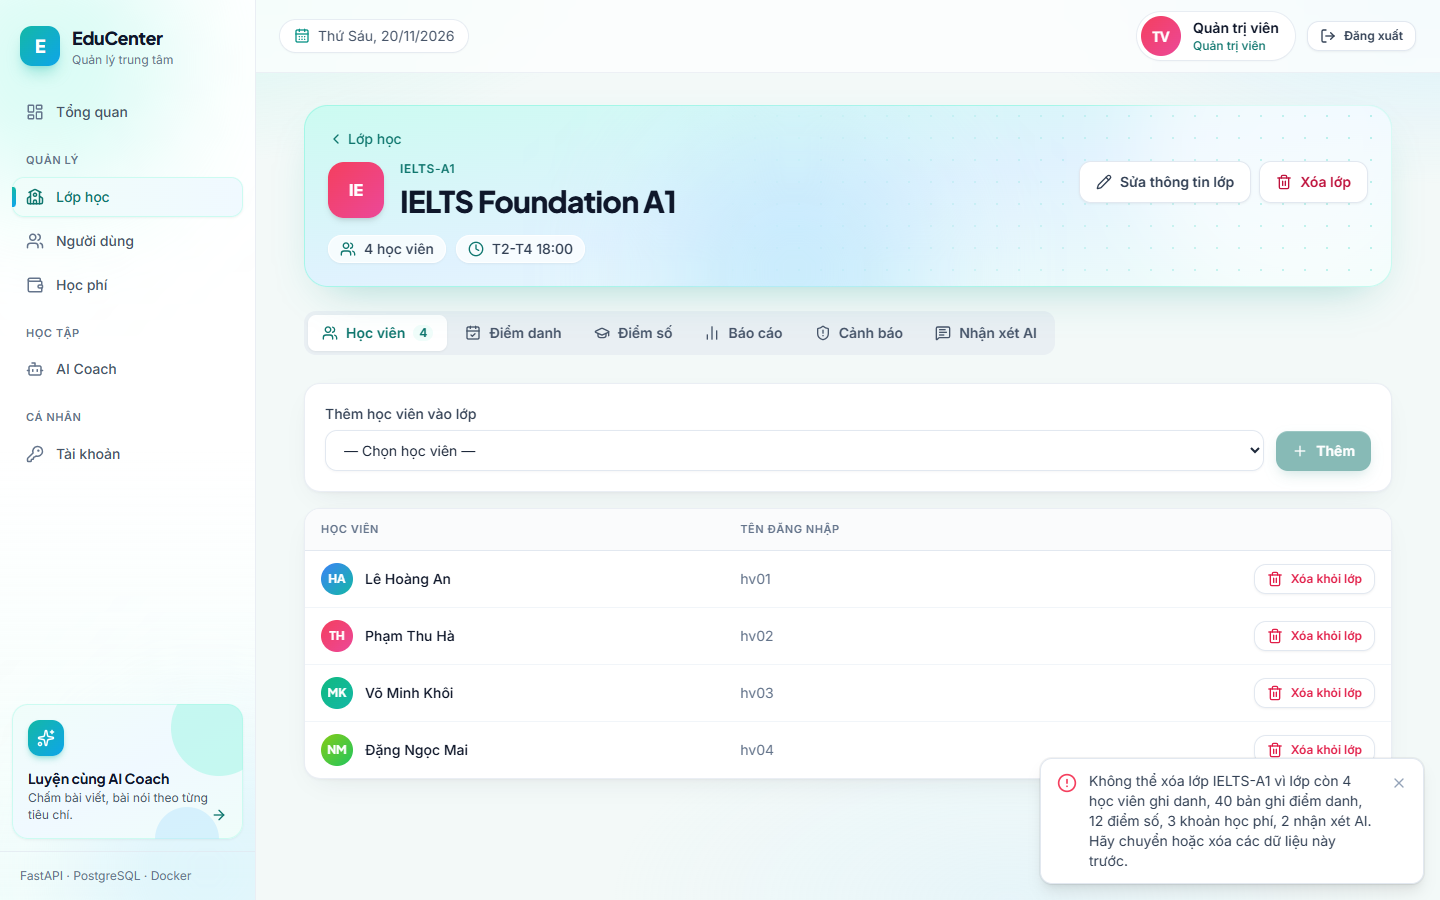 E
EduCenter
Quản lý trung tâm
Tổng quan
QUẢN LÝ
Lớp học
Người dùng
Học phí
HỌC TẬP
AI Coach
CÁ NHÂN
Tài khoản
Luyện cùng AI Coach
Chấm bài viết, bài nói theo từng
tiêu chí.
FastAPI · PostgreSQL · Docker
Thứ Sáu, 20/11/2026
TV
Quản trị viên
Quản trị viên
Đăng xuất
Lớp học
IE
IELTS-A1
IELTS Foundation A1
4 học viên
T2-T4 18:00
Sửa thông tin lớp
Xóa lớp
Học viên 4
Điểm danh
Điểm số
Báo cáo
Cảnh báo
Nhận xét AI
Thêm học viên vào lớp
— Chọn học viên —
Thêm
HỌC VIÊN TÊN ĐĂNG NHẬP
HA Lê Hoàng An hv01 Xóa khỏi lớp
TH Phạm Thu Hà hv02 Xóa khỏi lớp
MK Võ Minh Khôi hv03 Xóa khỏi lớp
NM Đặng Ngọc Mai hv04 Xóa khỏi lớp
Không thể xóa lớp IELTS-A1 vì lớp còn 4
học viên ghi danh, 40 bản ghi điểm danh,
12 điểm số, 3 khoản học phí, 2 nhận xét AI.
Hãy chuyển hoặc xóa các dữ liệu này
trước.